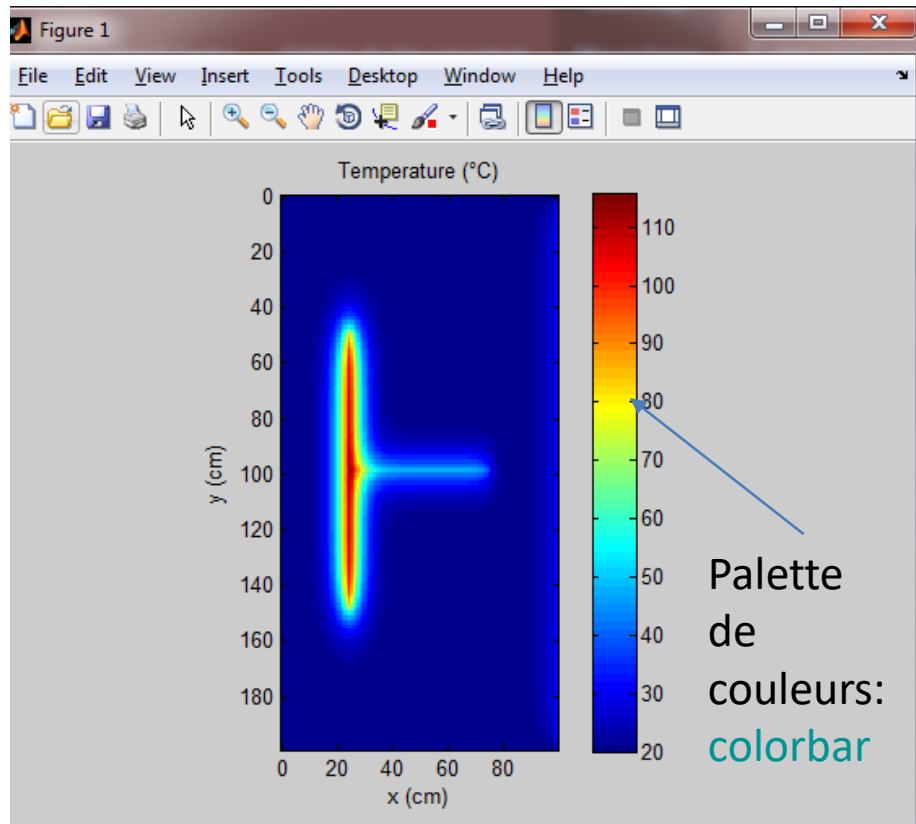 Figure 1
File Edit View Insert Tools Desktop Window Help
Temperature (°C)
0
20
40
60
80
100
120
140
160
180
y (cm)
0 20 40 60 80
x (cm)
110
100
90
80
70
60
50
40
30
20
Palette
de
couleurs:
colorbar